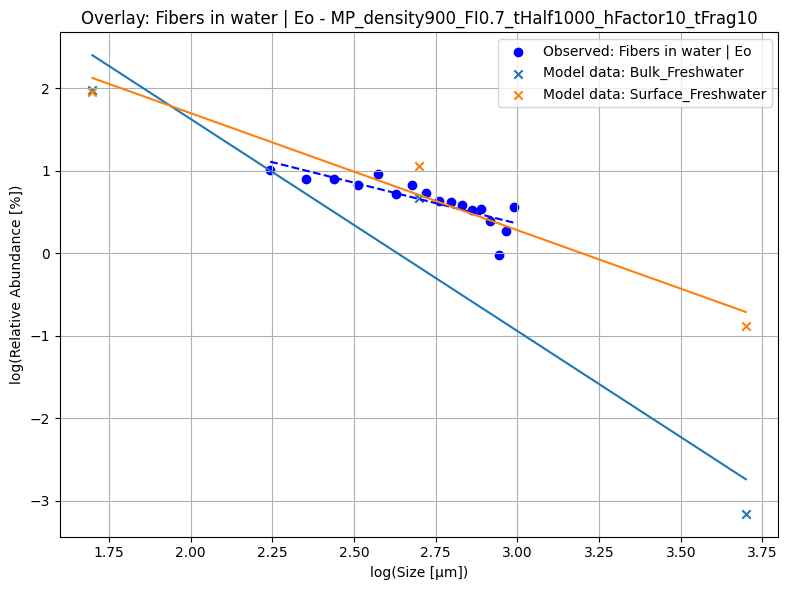 Overlay: Fibers in water | Eo - MP_density900_FI0.7_tHalf1000_hFactor10_tFrag10
Observed: Fibers in water | Eo
Model data: Bulk_Freshwater
Model data: Surface_Freshwater
log(Relative Abundance [%])
2
1
0
−1
−2
−3
1.75 2.00 2.25 2.50 2.75 3.00 3.25 3.50 3.75
log(Size [μm])